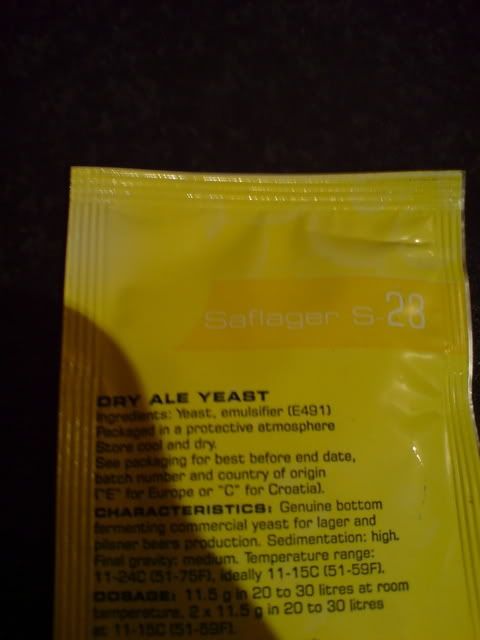 Saflager S-23
DRY ALE YEAST
Ingredients: Yeast, emulsifier (E491)
Packaged in a protective atmosphere
Store cool and dry.
See packaging for best before end date,
batch number and country of origin
("E" for Europe or "C" for Croatia).
CHARACTERISTICS: Genuine bottom
fermenting commercial yeast for lager and
pilsner beers production. Sedimentation: high.
Final gravity: medium. Temperature range:
11-24C (51-75F), ideally 11-15C (51-59F).
DOSAGE: 11.5 g in 20 to 30 litres at room
temperature, 2 x 11.5 g in 20 to 30 litres
at 11-15C (51-59F).